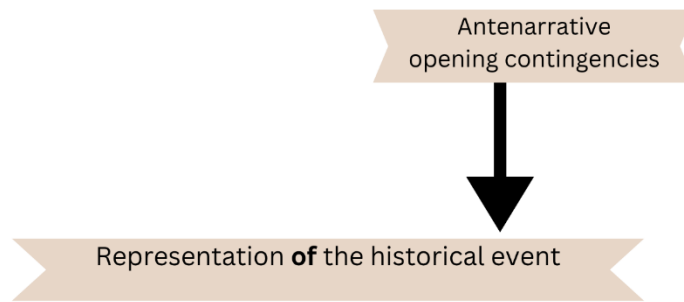 Antenarrative
opening contingencies
Representation of the historical event